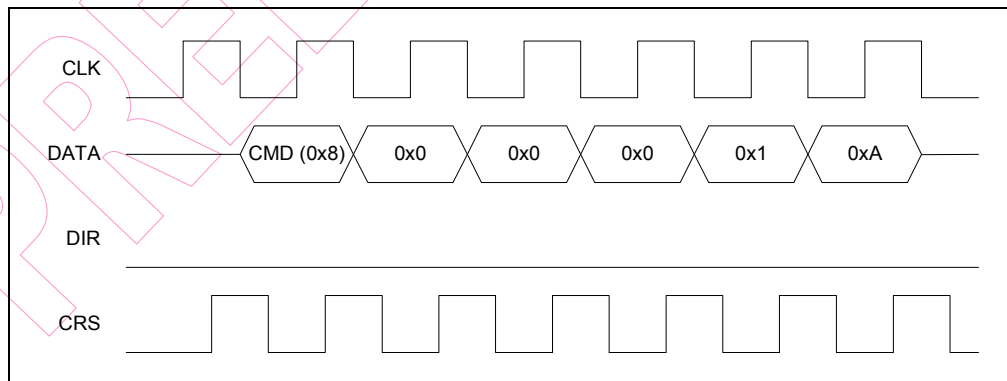 CLK
DATA CMD (0x8) 0x0 0x0 0x0 0x1 0xA
DIR
CRS